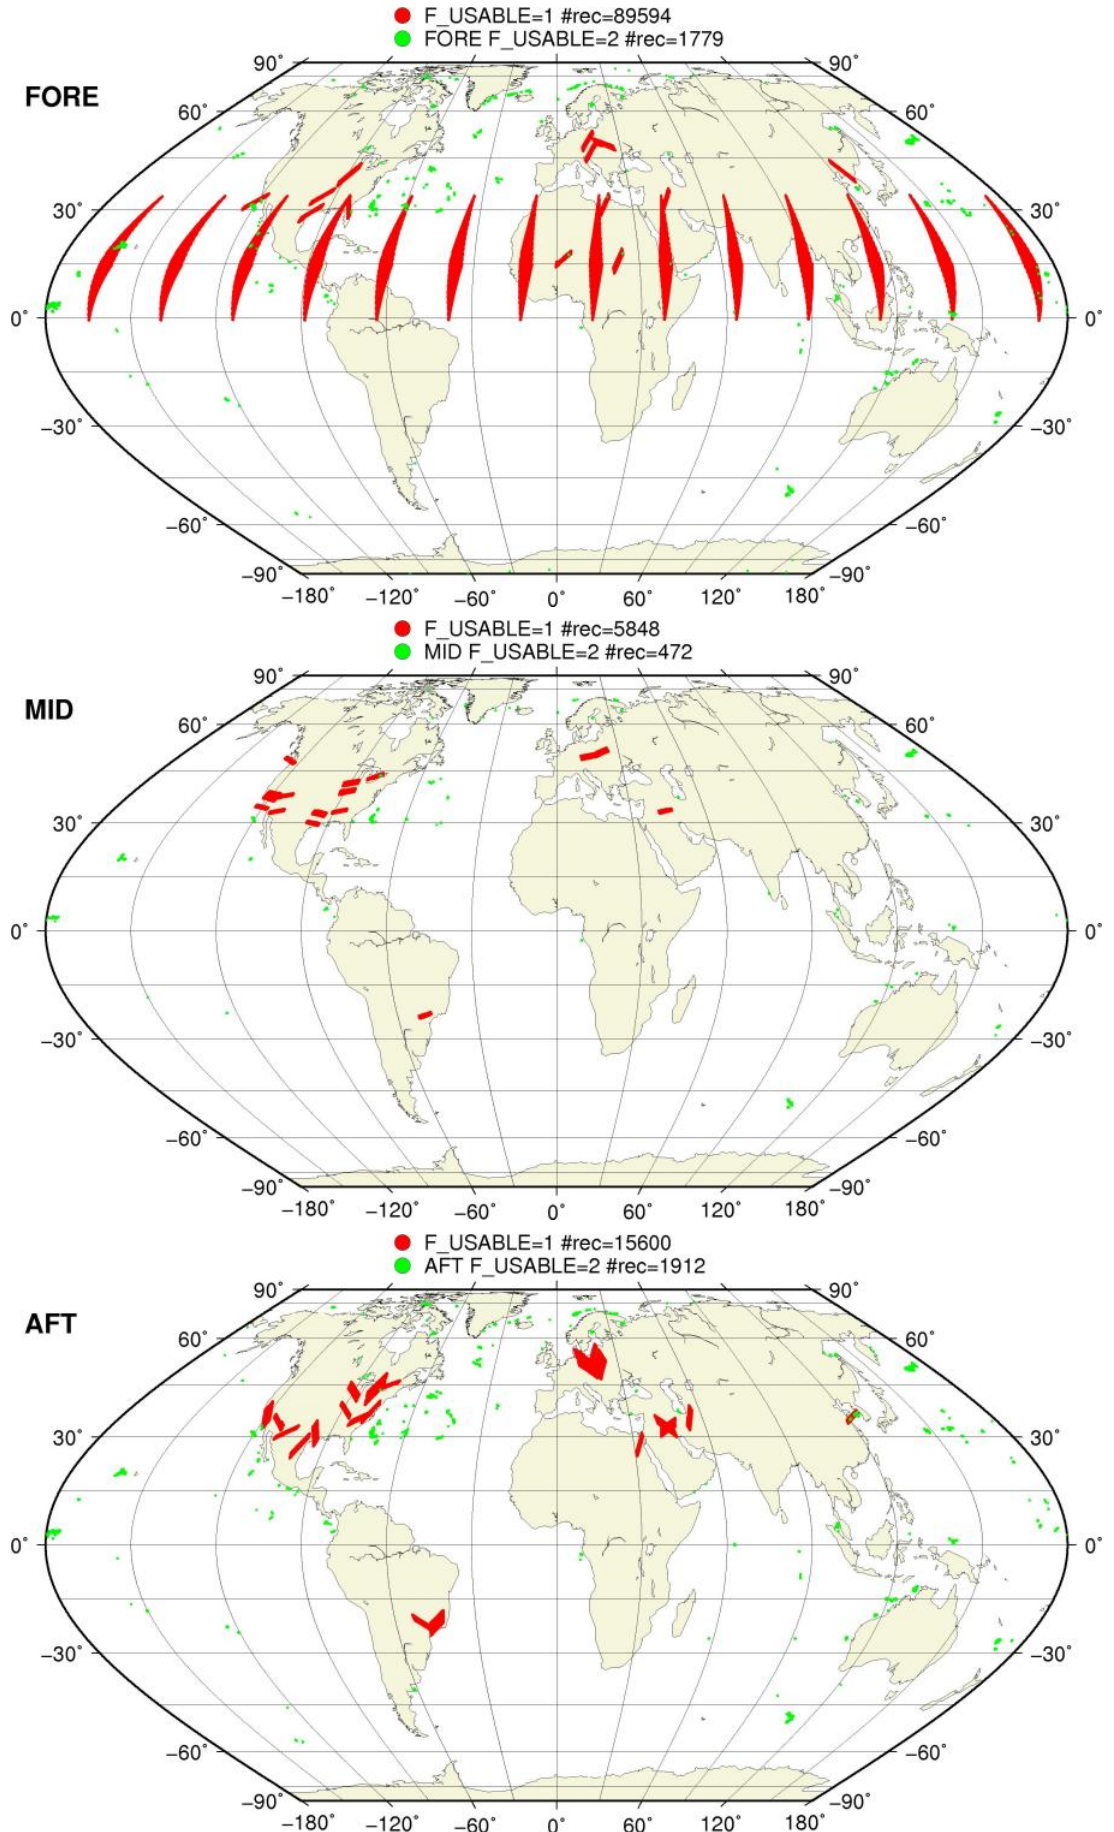 F_USABLE=1 #rec=89594
FORE F_USABLE=2 #rec=1779
FORE
90˚ 90˚
60˚ 60˚
30˚ 30˚
0˚ 0˚
−30˚ −30˚
−60˚ −60˚
−90˚ −90˚
−180˚ −120˚ −60˚ 0˚ 60˚ 120˚ 180˚
F_USABLE=1 #rec=5848
MID F_USABLE=2 #rec=472
MID
90˚ 90˚
60˚ 60˚
30˚ 30˚
0˚ 0˚
−30˚ −30˚
−60˚ −60˚
−90˚ −90˚
−180˚ −120˚ −60˚ 0˚ 60˚ 120˚ 180˚
F_USABLE=1 #rec=15600
AFT F_USABLE=2 #rec=1912
AFT
90˚ 90˚
60˚ 60˚
30˚ 30˚
0˚ 0˚
−30˚ −30˚
−60˚ −60˚
−90˚ −90˚
−180˚ −120˚ −60˚ 0˚ 60˚ 120˚ 180˚